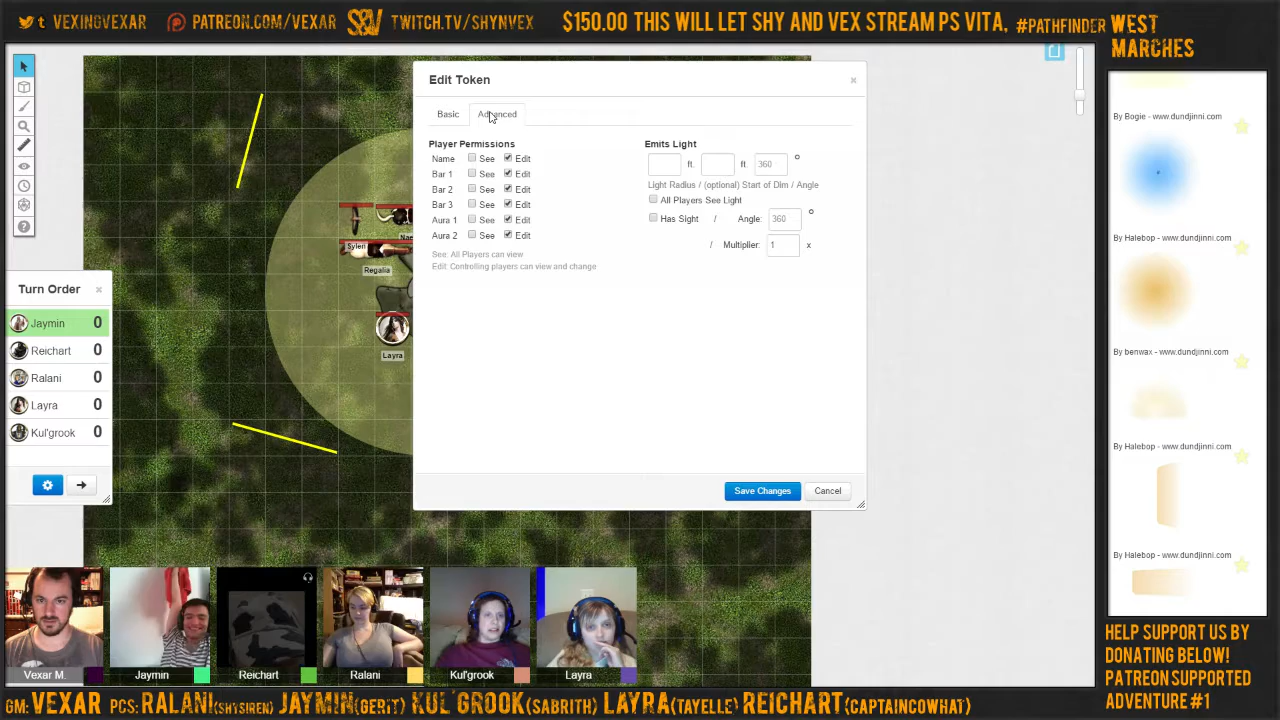 VEXINGVEXAR PATREON.COM/VEXAR S&V TWITCH.TV/SHYNVEX $150.00 THIS WILL LET SHY AND VEX STREAM PS VITA, #PATHFINDER WEST
MARCHES
Edit Token ×
Basic Advanced
Player Permissions Emits Light
Name See Edit
Bar 1 See Edit
Bar 2 See Edit
Bar 3 See Edit
Aura 1 See Edit
Aura 2 See Edit
See: All Players can view
Edit: Controlling players can view and change
ft. ft. 360 °
Light Radius / (optional) Start of Dim / Angle
All Players See Light
Has Sight / Angle: 360 °
/ Multiplier: 1 x
Save Changes Cancel
Sylen
Nae
Regalia
Layra
Turn Order ×
Jaymin 0
Reichart 0
Ralani 0
Layra 0
Kul'grook 0
By Bogie - www.dundjinni.com
By Halebop - www.dundjinni.com
By Halebop - www.dundjinni.com
By benwax - www.dundjinni.com
By Halebop - www.dundjinni.com
By Halebop - www.dundjinni.com
Vexar M. Jaymin Reichart Ralani Kul'grook Layra
HELP SUPPORT US BY
DONATING BELOW!
PATREON SUPPORTED
ADVENTURE #1
GM: VEXAR PCS: RALANI(SHYSIREN) JAYMIN(GERIT) KUL'GROOK(SABRITH) LAYRA(TAYELLE) REICHART(CAPTAINCOWHAT)